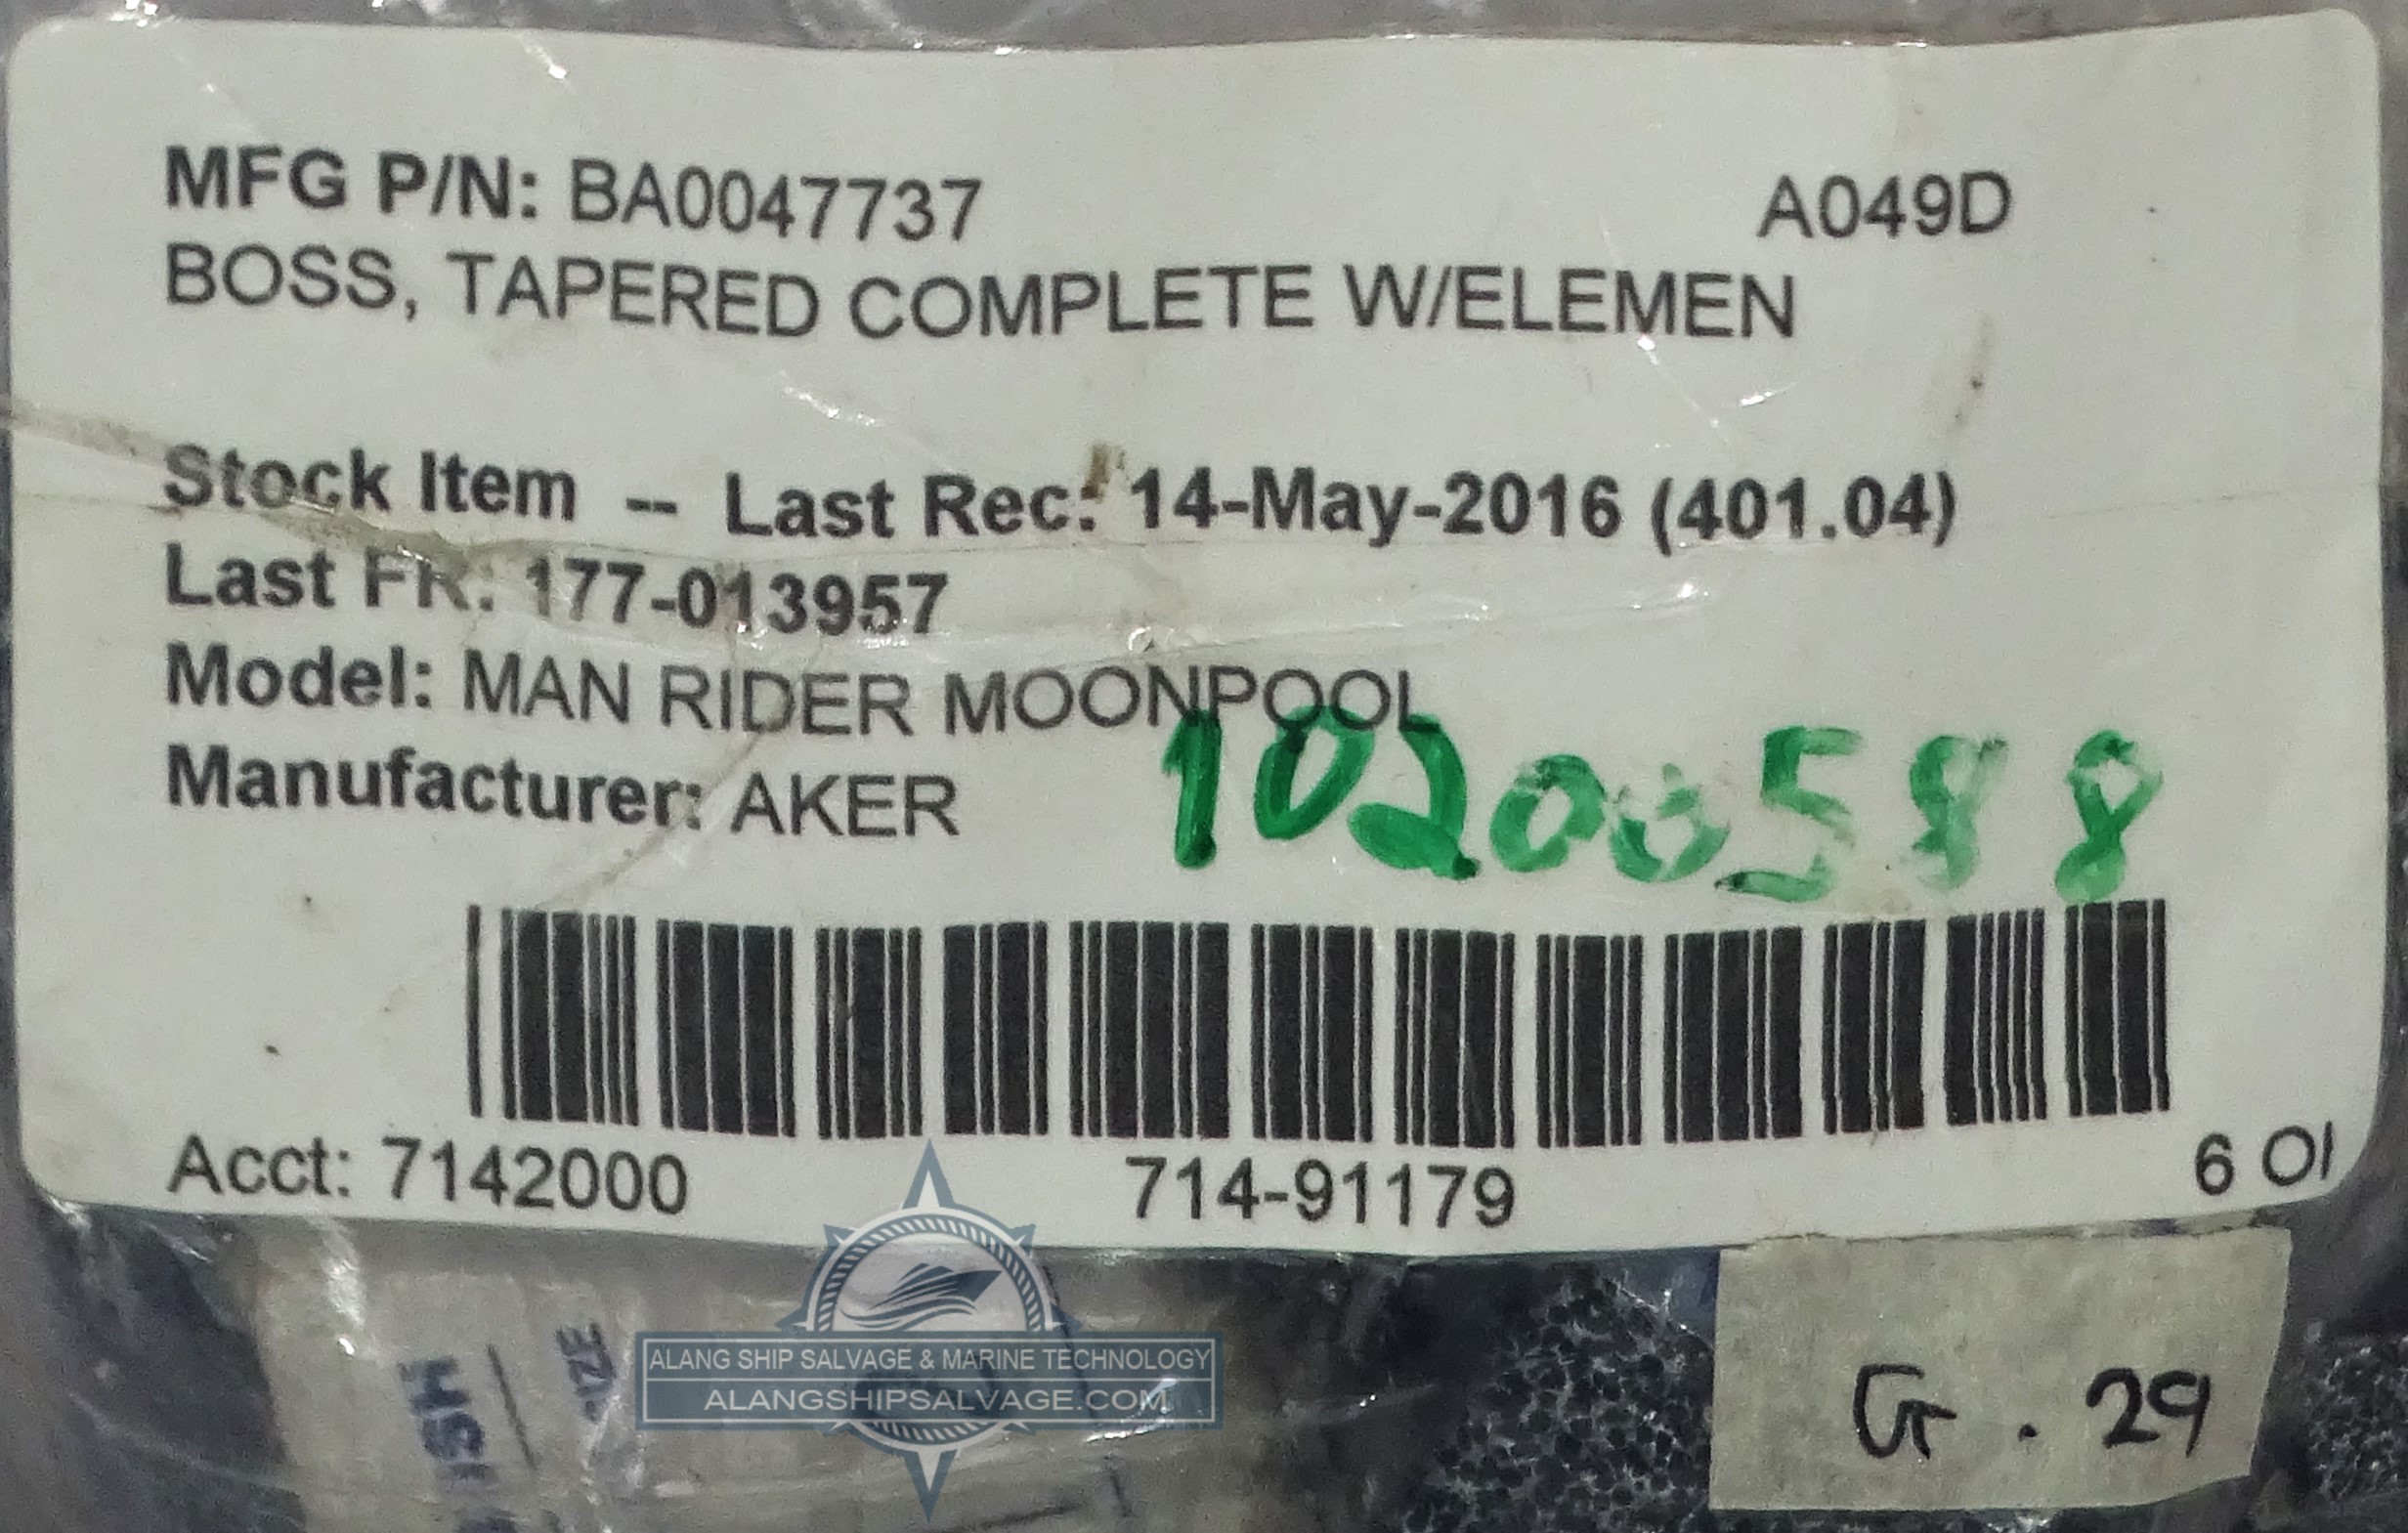 MFG P/N: BA0047737 A049D
BOSS, TAPERED COMPLETE W/ELEMEN
Stock Item -- Last Rec: 14-May-2016 (401.04)
Last FR: 177-013957
Model: MAN RIDER MOONPOOL
Manufacturer: AKER
10200588
Acct: 7142000 714-91179 6 OI
ALANG SHIP SALVAGE & MARINE TECHNOLOGY
ALANGSHIPSALVAGE.COM
G . 29